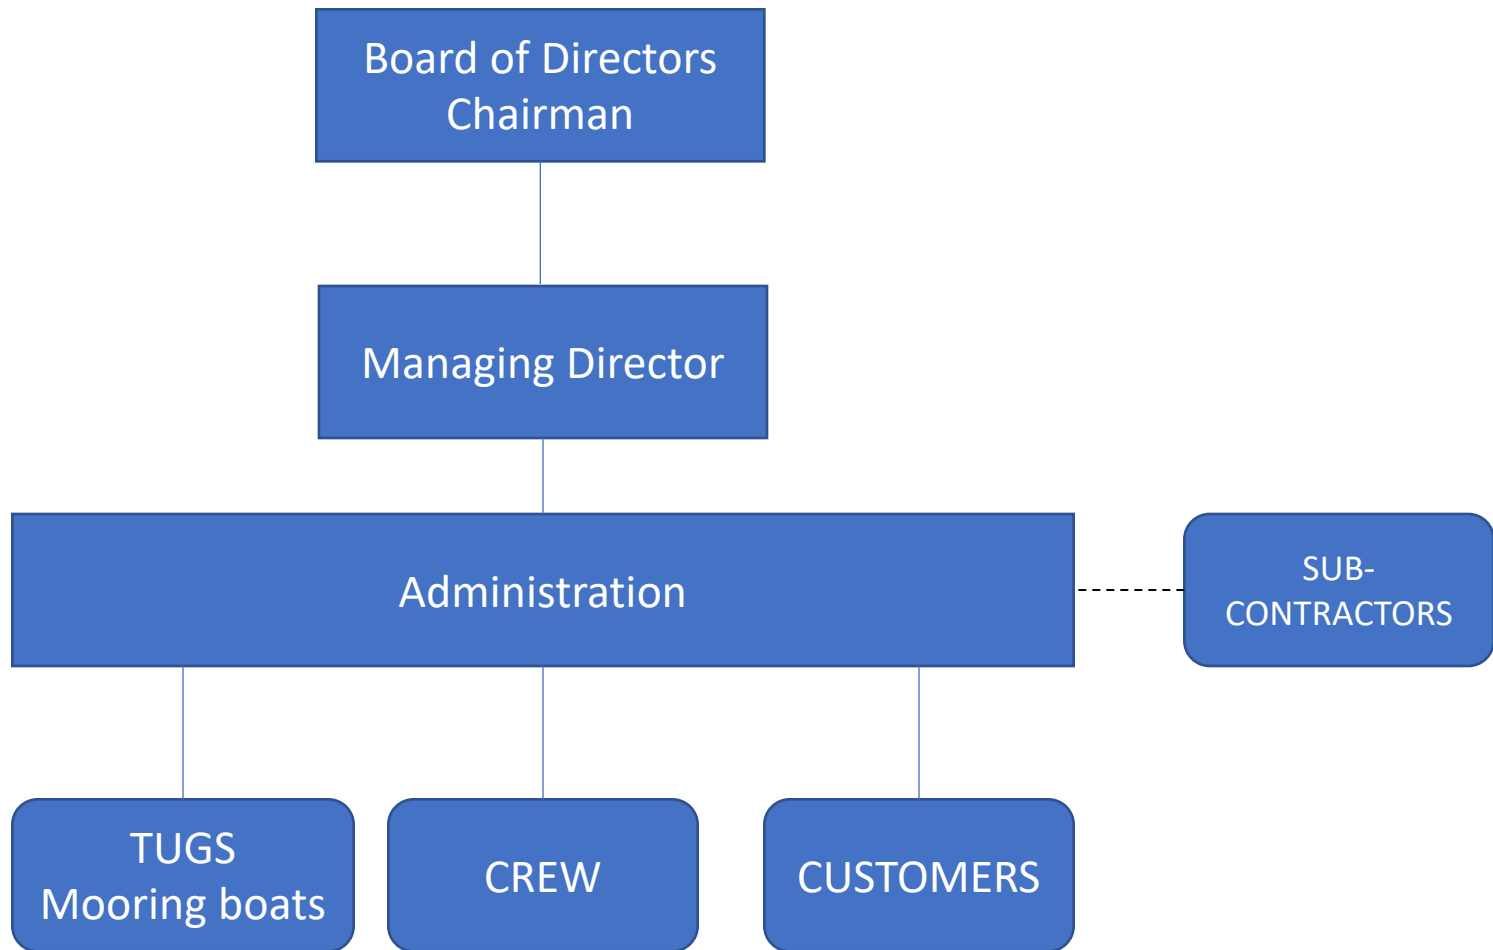 Board of Directors
Chairman
Managing Director
Administration
SUB-
CONTRACTORS
TUGS
Mooring boats
CREW
CUSTOMERS